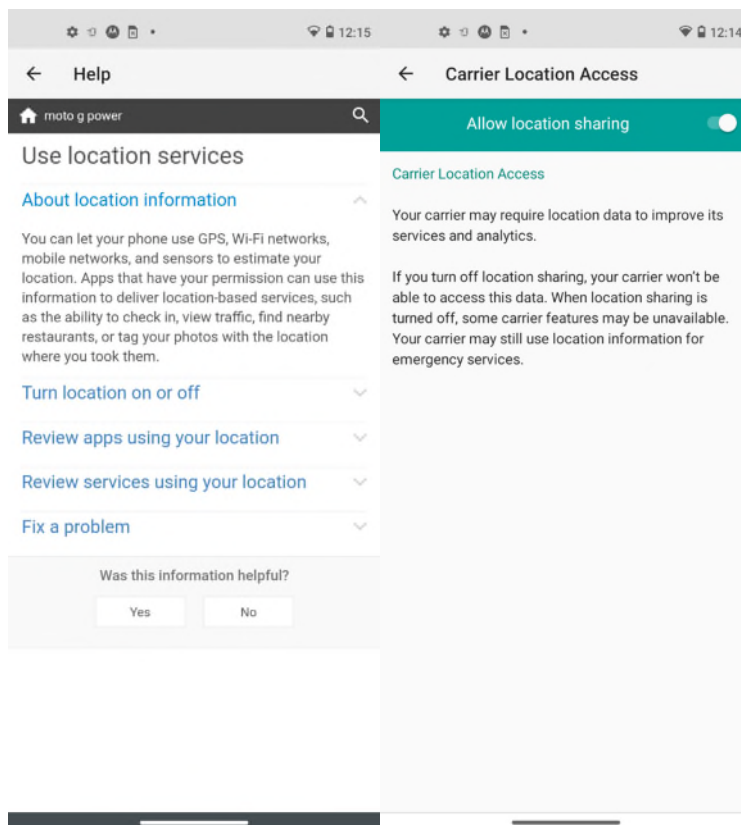 12:15
Help
moto g power
Use location services
About location information
You can let your phone use GPS, Wi-Fi networks,
mobile networks, and sensors to estimate your
location. Apps that have your permission can use this
information to deliver location-based services, such
as the ability to check in, view traffic, find nearby
restaurants, or tag your photos with the location
where you took them.
Turn location on or off
Review apps using your location
Review services using your location
Fix a problem
Was this information helpful?
Yes No
12:14
Carrier Location Access
Allow location sharing
Carrier Location Access
Your carrier may require location data to improve its
services and analytics.
If you turn off location sharing, your carrier won't be
able to access this data. When location sharing is
turned off, some carrier features may be unavailable.
Your carrier may still use location information for
emergency services.